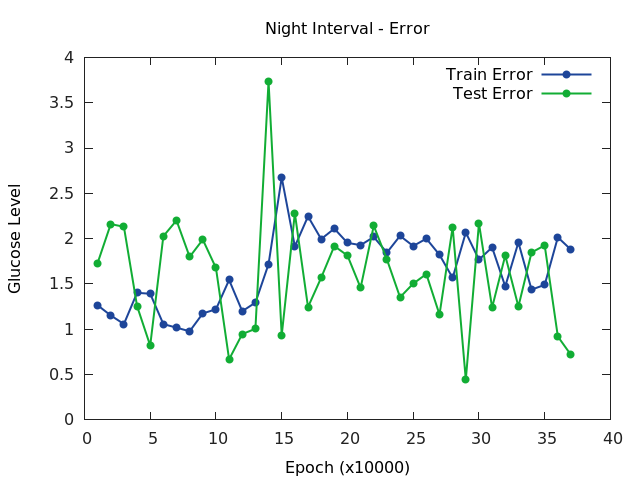 Night Interval - Error
4
3.5
3
2.5
2
1.5
1
0.5
0
Glucose Level
Train Error
Test Error
0 5 10 15 20 25 30 35 40
Epoch (x10000)